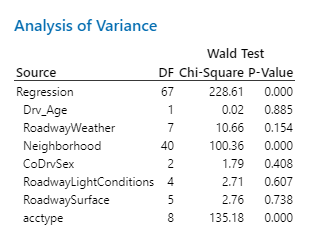 Analysis of Variance
Wald Test
Source DF Chi-Square P-Value
Regression 67 228.61 0.000
Drv_Age 1 0.02 0.885
RoadwayWeather 7 10.66 0.154
Neighborhood 40 100.36 0.000
CoDrvSex 2 1.79 0.408
RoadwayLightConditions 4 2.71 0.607
RoadwaySurface 5 2.76 0.738
acctype 8 135.18 0.000